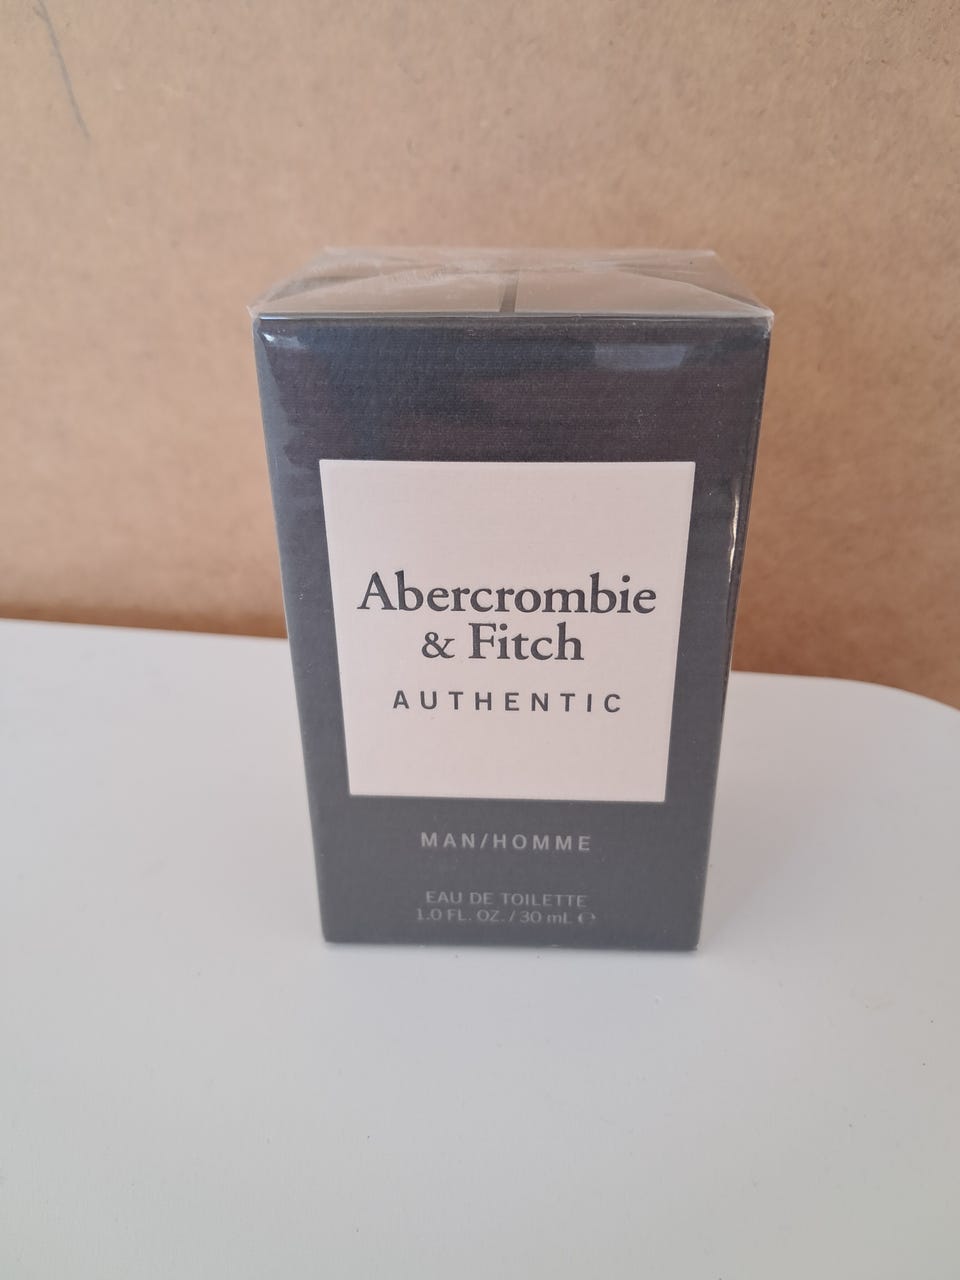 Abercrombie
& Fitch
AUTHENTIC
MAN/HOMME
EAU DE TOILETTE
1.0 FL. OZ. / 30 mL ℮